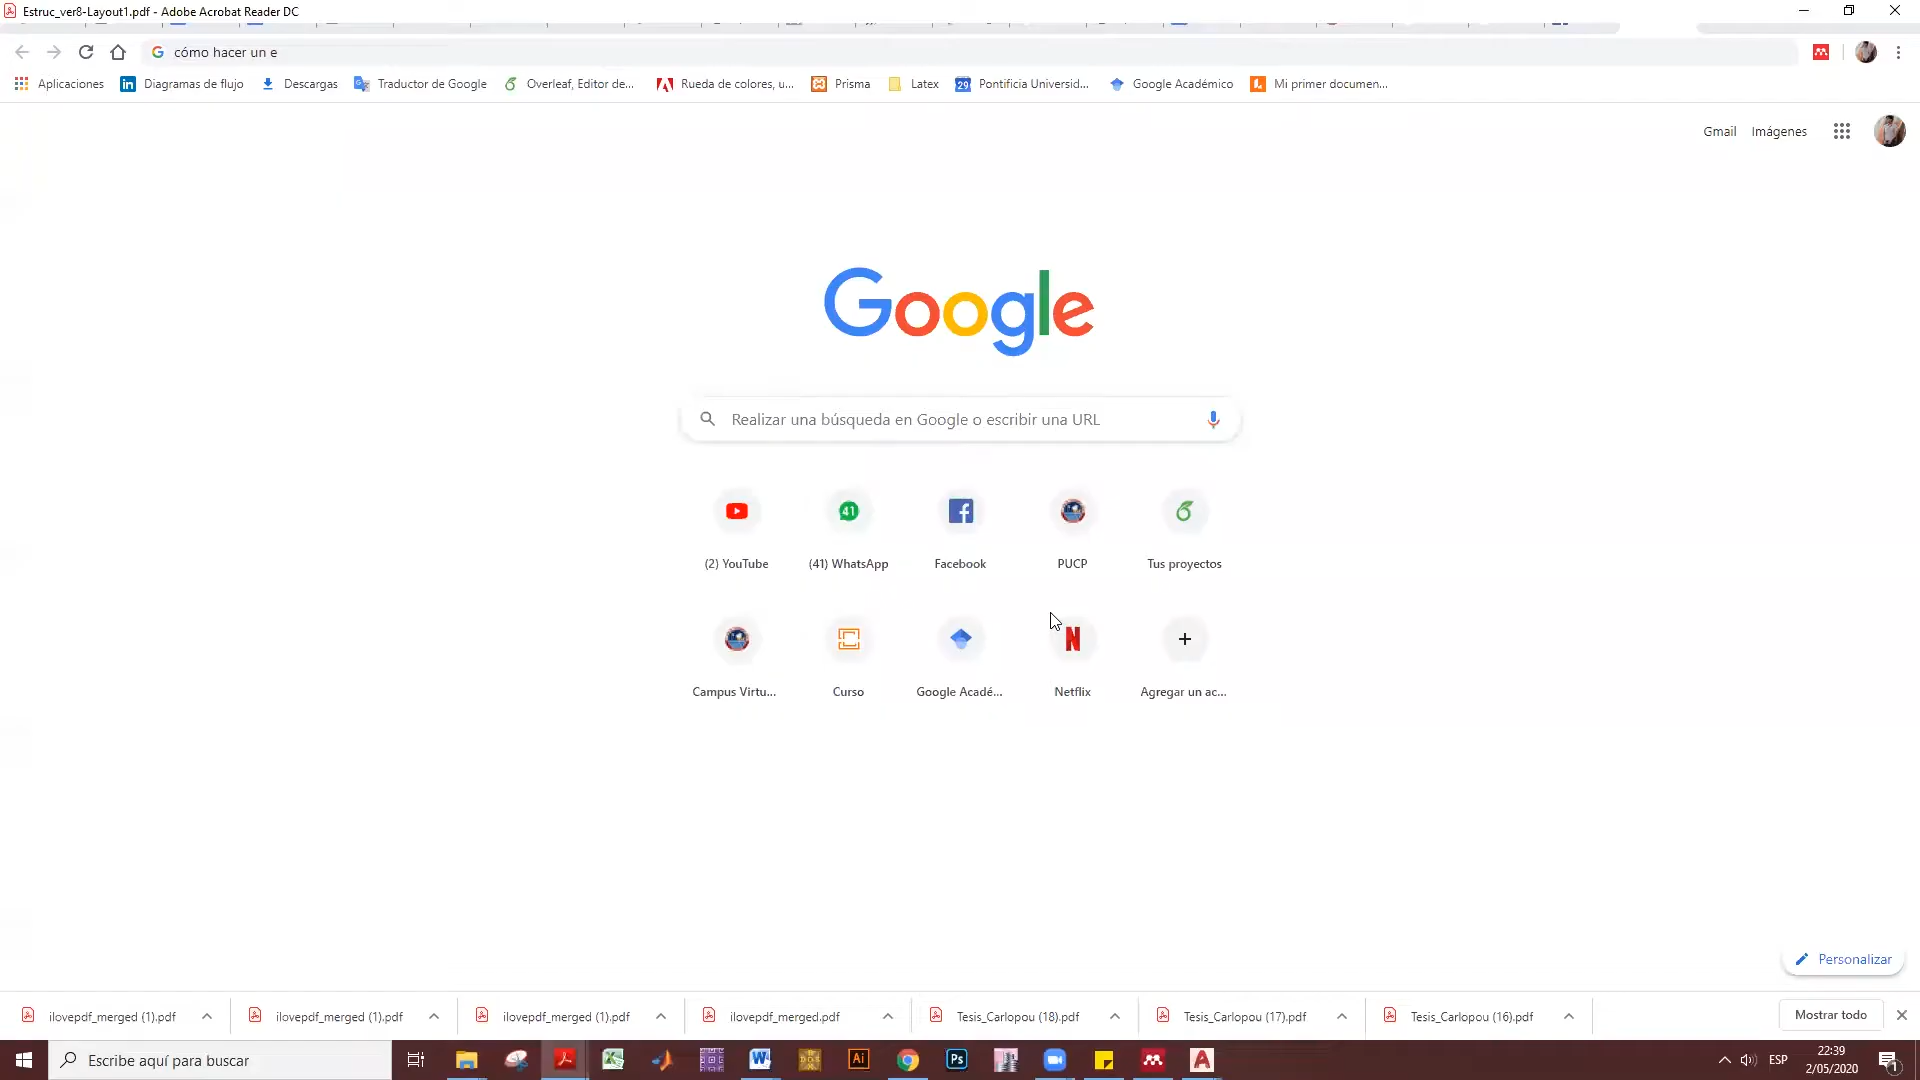 Estruc_ver8-Layout1.pdf - Adobe Acrobat Reader DC
cómo hacer un e
Aplicaciones Diagramas de flujo Descargas Traductor de Google Overleaf, Editor de... Rueda de colores, u... Prisma Latex 29 Pontificia Universid... Google Académico Mi primer documen...
Gmail Imágenes
Google
Realizar una búsqueda en Google o escribir una URL
41
(2) YouTube (41) WhatsApp Facebook PUCP Tus proyectos
Campus Virtu... Curso Google Acadé... Netflix Agregar un ac...
Personalizar
ilovepdf_merged (1).pdf ilovepdf_merged (1).pdf ilovepdf_merged (1).pdf ilovepdf_merged.pdf Tesis_Carlopou (18).pdf Tesis_Carlopou (17).pdf Tesis_Carlopou (16).pdf Mostrar todo
Escribe aquí para buscar
ESP
22:39
2/05/2020